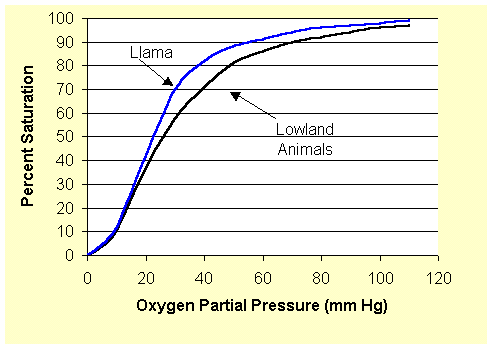 100
90
80
70
60
50
40
30
20
10
0
Percent Saturation
Llama
Lowland
Animals
0 20 40 60 80 100 120
Oxygen Partial Pressure (mm Hg)